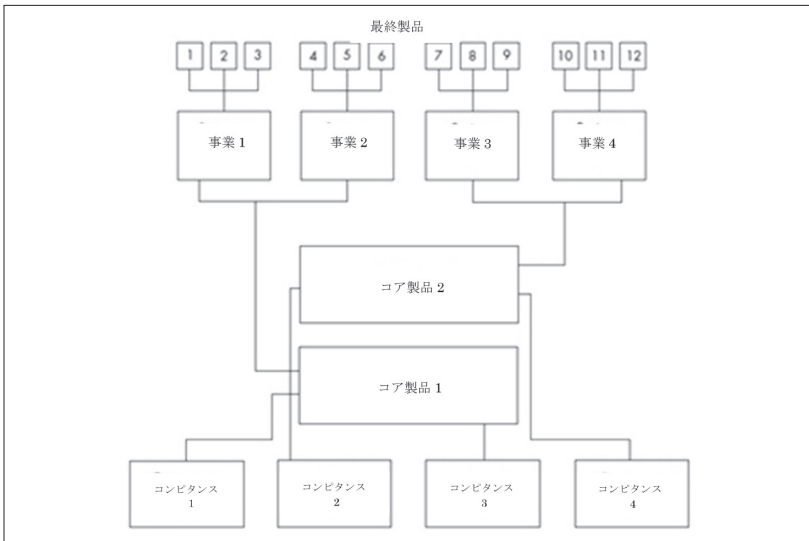 最終製品
1 2 3 4 5 6 7 8 9 10 11 12
事業 1 事業 2 事業 3 事業 4
コア製品 2
コア製品 1
コンピタンス
1
コンピタンス
2
コンピタンス
3
コンピタンス
4